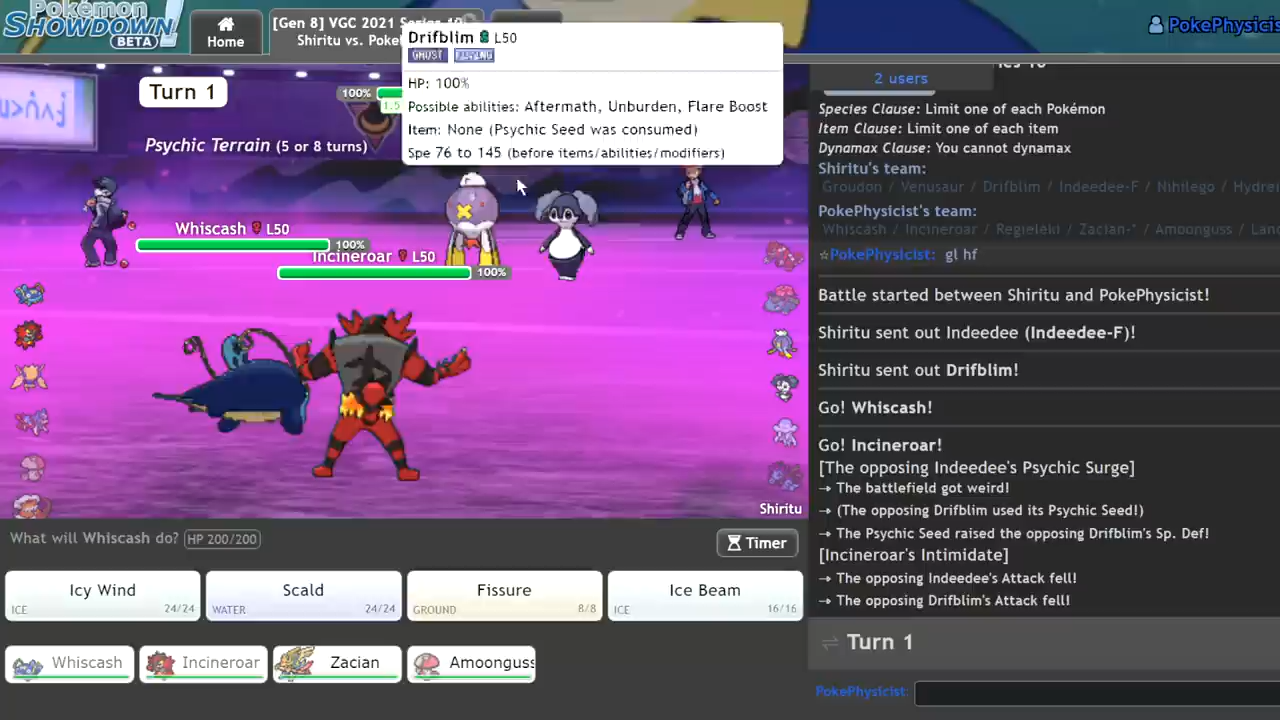 Pokémon
SHOWDOWN!
BETA
Home
[Gen 8] VGC 2021 Series 10
Shiritu vs. Pokel
PokePhysicis
Drifblim L50
GHOST FLYING
HP: 100%
Possible abilities: Aftermath, Unburden, Flare Boost
Item: None (Psychic Seed was consumed)
Spe 76 to 145 (before items/abilities/modifiers)
Turn 1
100%
1.5
Psychic Terrain (5 or 8 turns)
Whiscash L50
100%
Incineroar L50
100%
Shiritu
2 users
Species Clause: Limit one of each Pokémon
Item Clause: Limit one of each item
Dynamax Clause: You cannot dynamax
Shiritu's team:
Groudon / Venusaur / Drifblim / Indeedee-F / Nihilego / Hydrei
PokePhysicist's team:
Whiscash / Incineroar / Regieleki / Zacian-* / Amoonguss / Land
☆PokePhysicist: gl hf
Battle started between Shiritu and PokePhysicist!
Shiritu sent out Indeedee (Indeedee-F)!
Shiritu sent out Drifblim!
Go! Whiscash!
Go! Incineroar!
[The opposing Indeedee's Psychic Surge]
→ The battlefield got weird!
→ (The opposing Drifblim used its Psychic Seed!)
→ The Psychic Seed raised the opposing Drifblim's Sp. Def!
[Incineroar's Intimidate]
→ The opposing Indeedee's Attack fell!
→ The opposing Drifblim's Attack fell!
Turn 1
PokePhysicist:
What will Whiscash do? HP 200/200
Timer
Icy Wind
ICE 24/24
Scald
WATER 24/24
Fissure
GROUND 8/8
Ice Beam
ICE 16/16
Whiscash
Incineroar
Zacian
Amoonguss